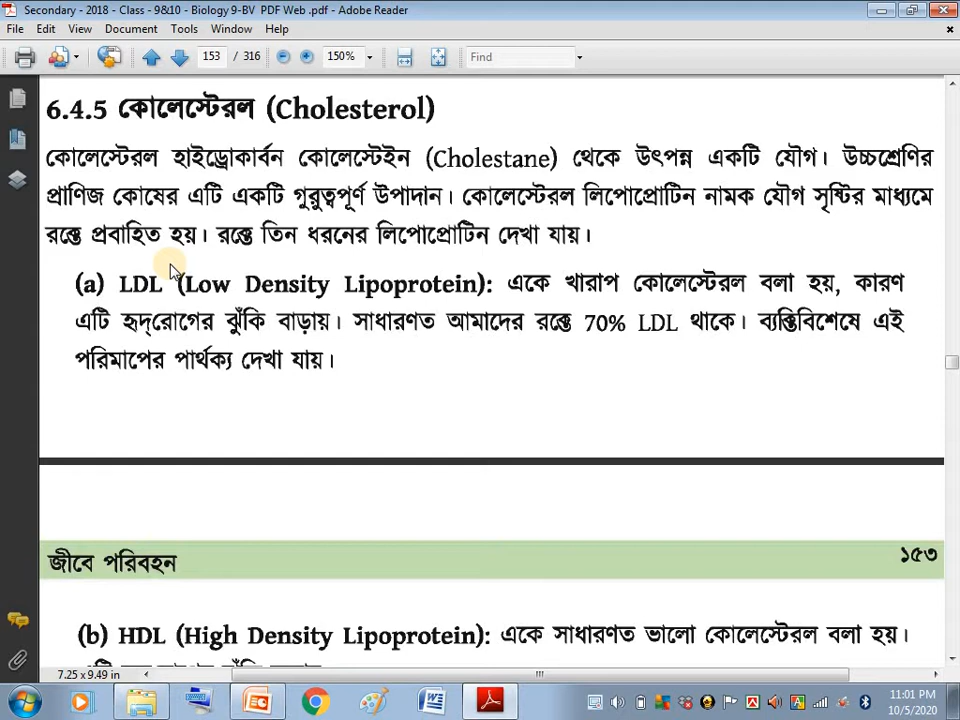 Secondary - 2018 - Class - 9&10 - Biology 9-BV PDF Web .pdf - Adobe Reader
File Edit View Document Tools Window Help
153 / 316 150% Find
6.4.5 কোলেস্টেরল (Cholesterol)
কোলেস্টেরল হাইড্রোকার্বন কোলেস্টেইন (Cholestane) থেকে উৎপন্ন একটি যৌগ। উচ্চশ্রেণির
প্রাণিজ কোষের এটি একটি গুরুত্বপূর্ণ উপাদান। কোলেস্টেরল লিপোপ্রোটিন নামক যৌগ সৃষ্টির মাধ্যমে
রক্তে প্রবাহিত হয়। রক্তে তিন ধরনের লিপোপ্রোটিন দেখা যায়।
(a) LDL (Low Density Lipoprotein): একে খারাপ কোলেস্টেরল বলা হয়, কারণ
এটি হৃদ্‌রোগের ঝুঁকি বাড়ায়। সাধারণত আমাদের রক্তে 70% LDL থাকে। ব্যক্তিবিশেষে এই
পরিমাপের পার্থক্য দেখা যায়।
জীবে পরিবহন ১৫৩
(b) HDL (High Density Lipoprotein): একে সাধারণত ভালো কোলেস্টেরল বলা হয়।
7.25 x 9.49 in
11:01 PM
10/5/2020